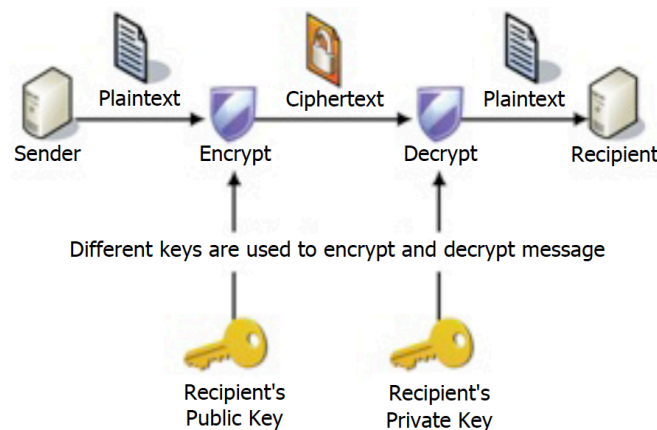 Plaintext
Ciphertext
Plaintext
Sender
Encrypt
Decrypt
Recipient
Different keys are used to encrypt and decrypt message
Recipient's
Public Key
Recipient's
Private Key